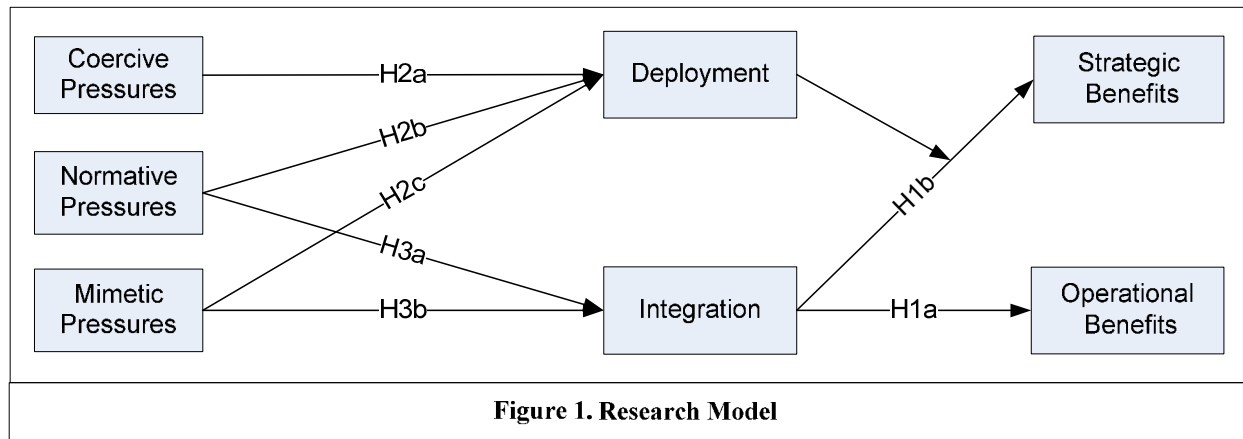 Coercive
Pressures
H2a
Deployment
Strategic
Benefits
H2b
Normative
Pressures
H2c
H1b
H3a
Mimetic
Pressures
H3b
Integration
H1a
Operational
Benefits
Figure 1. Research Model